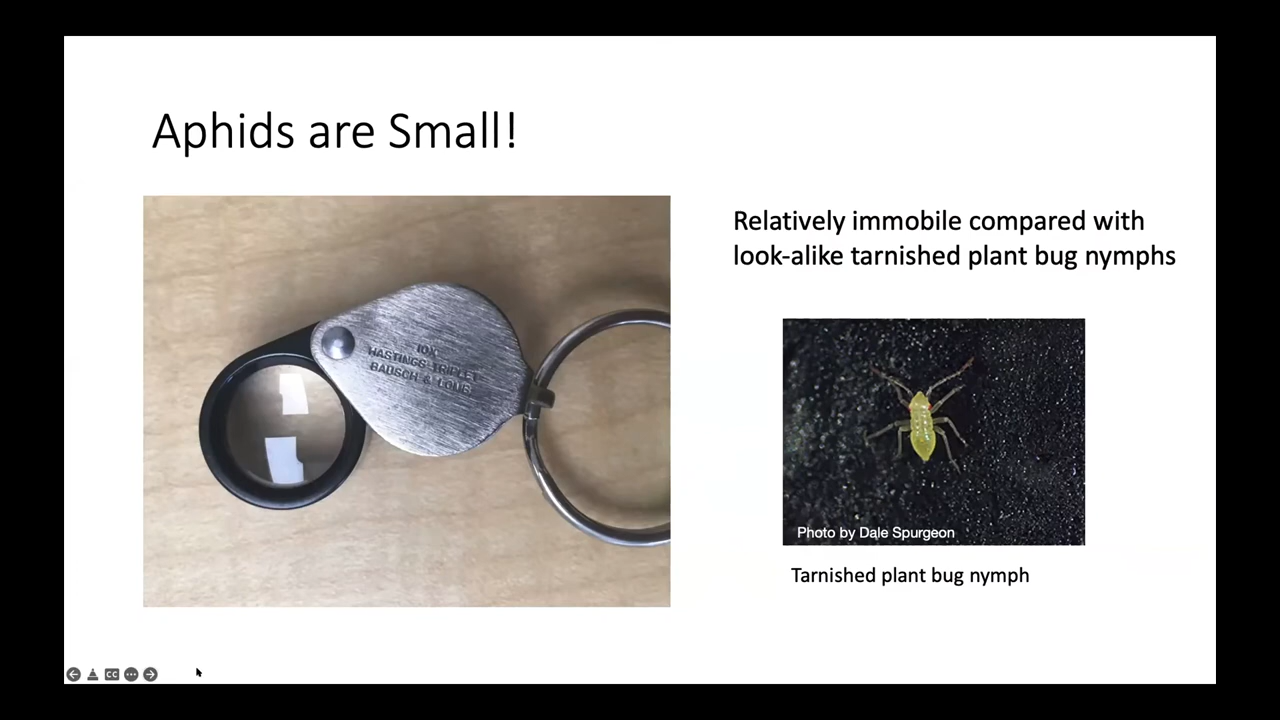 Aphids are Small!
10X
HASTINGS TRIPLET
BAUSCH & LOMB
Relatively immobile compared with
look-alike tarnished plant bug nymphs
Photo by Dale Spurgeon
Tarnished plant bug nymph
CC